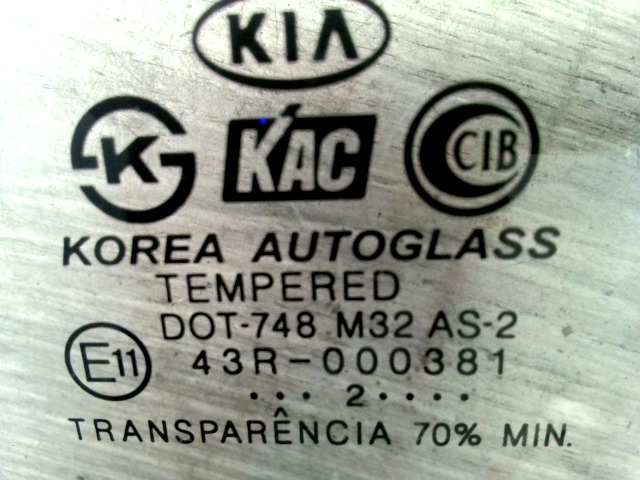 KIA
K KAC CIB
KOREA AUTOGLASS
TEMPERED
DOT-748 M32 AS-2
E11 43R-000381
••• 2 ••••
TRANSPARÊNCIA 70% MIN.